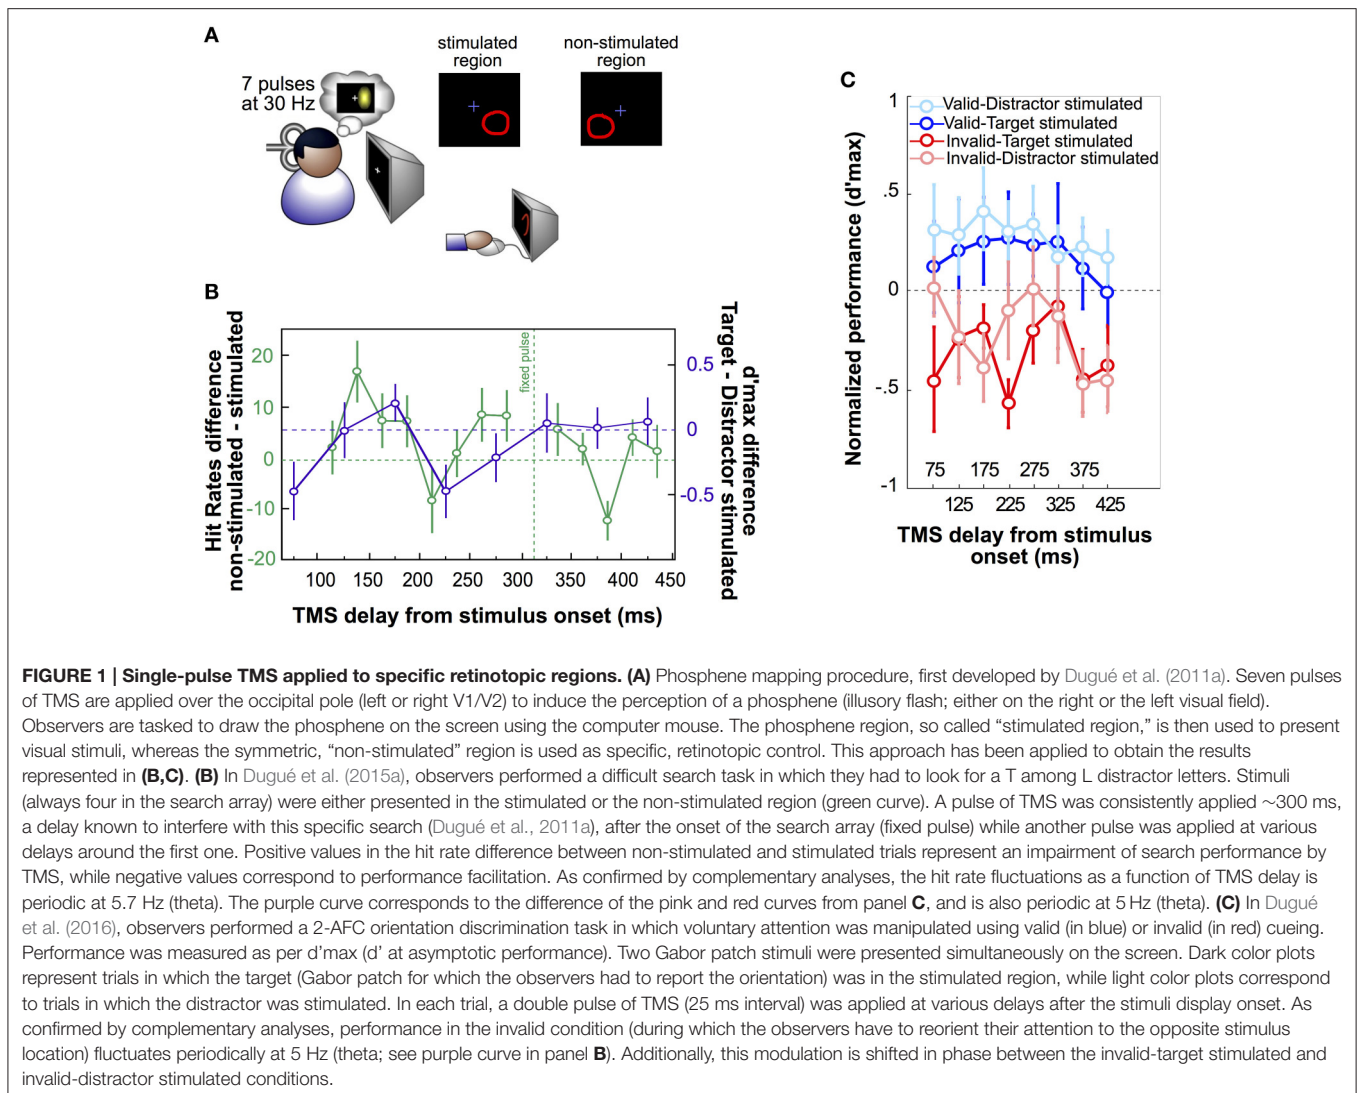 A
7 pulses
at 30 Hz
stimulated
region
non-stimulated
region
B
Hit Rates difference
non-stimulated - stimulated
20
10
0
-10
-20
fixed pulse
0.5
0
-0.5
d'max difference
Target - Distractor stimulated
100 150 200 250 300 350 400 450
TMS delay from stimulus onset (ms)
C
Normalized performance (d'max)
1
.5
0
-.5
-1
Valid-Distractor stimulated
Valid-Target stimulated
Invalid-Target stimulated
Invalid-Distractor stimulated
75 175 275 375
125 225 325 425
TMS delay from stimulus
onset (ms)
FIGURE 1 | Single-pulse TMS applied to specific retinotopic regions. (A) Phosphene mapping procedure, first developed by Dugué et al. (2011a). Seven pulses
of TMS are applied over the occipital pole (left or right V1/V2) to induce the perception of a phosphene (illusory flash; either on the right or the left visual field).
Observers are tasked to draw the phosphene on the screen using the computer mouse. The phosphene region, so called “stimulated region,” is then used to present
visual stimuli, whereas the symmetric, “non-stimulated” region is used as specific, retinotopic control. This approach has been applied to obtain the results
represented in (B,C). (B) In Dugué et al. (2015a), observers performed a difficult search task in which they had to look for a T among L distractor letters. Stimuli
(always four in the search array) were either presented in the stimulated or the non-stimulated region (green curve). A pulse of TMS was consistently applied ∼300 ms,
a delay known to interfere with this specific search (Dugué et al., 2011a), after the onset of the search array (fixed pulse) while another pulse was applied at various
delays around the first one. Positive values in the hit rate difference between non-stimulated and stimulated trials represent an impairment of search performance by
TMS, while negative values correspond to performance facilitation. As confirmed by complementary analyses, the hit rate fluctuations as a function of TMS delay is
periodic at 5.7 Hz (theta). The purple curve corresponds to the difference of the pink and red curves from panel C, and is also periodic at 5 Hz (theta). (C) In Dugué
et al. (2016), observers performed a 2-AFC orientation discrimination task in which voluntary attention was manipulated using valid (in blue) or invalid (in red) cueing.
Performance was measured as per d’max (d’ at asymptotic performance). Two Gabor patch stimuli were presented simultaneously on the screen. Dark color plots
represent trials in which the target (Gabor patch for which the observers had to report the orientation) was in the stimulated region, while light color plots correspond
to trials in which the distractor was stimulated. In each trial, a double pulse of TMS (25 ms interval) was applied at various delays after the stimuli display onset. As
confirmed by complementary analyses, performance in the invalid condition (during which the observers have to reorient their attention to the opposite stimulus
location) fluctuates periodically at 5 Hz (theta; see purple curve in panel B). Additionally, this modulation is shifted in phase between the invalid-target stimulated and
invalid-distractor stimulated conditions.